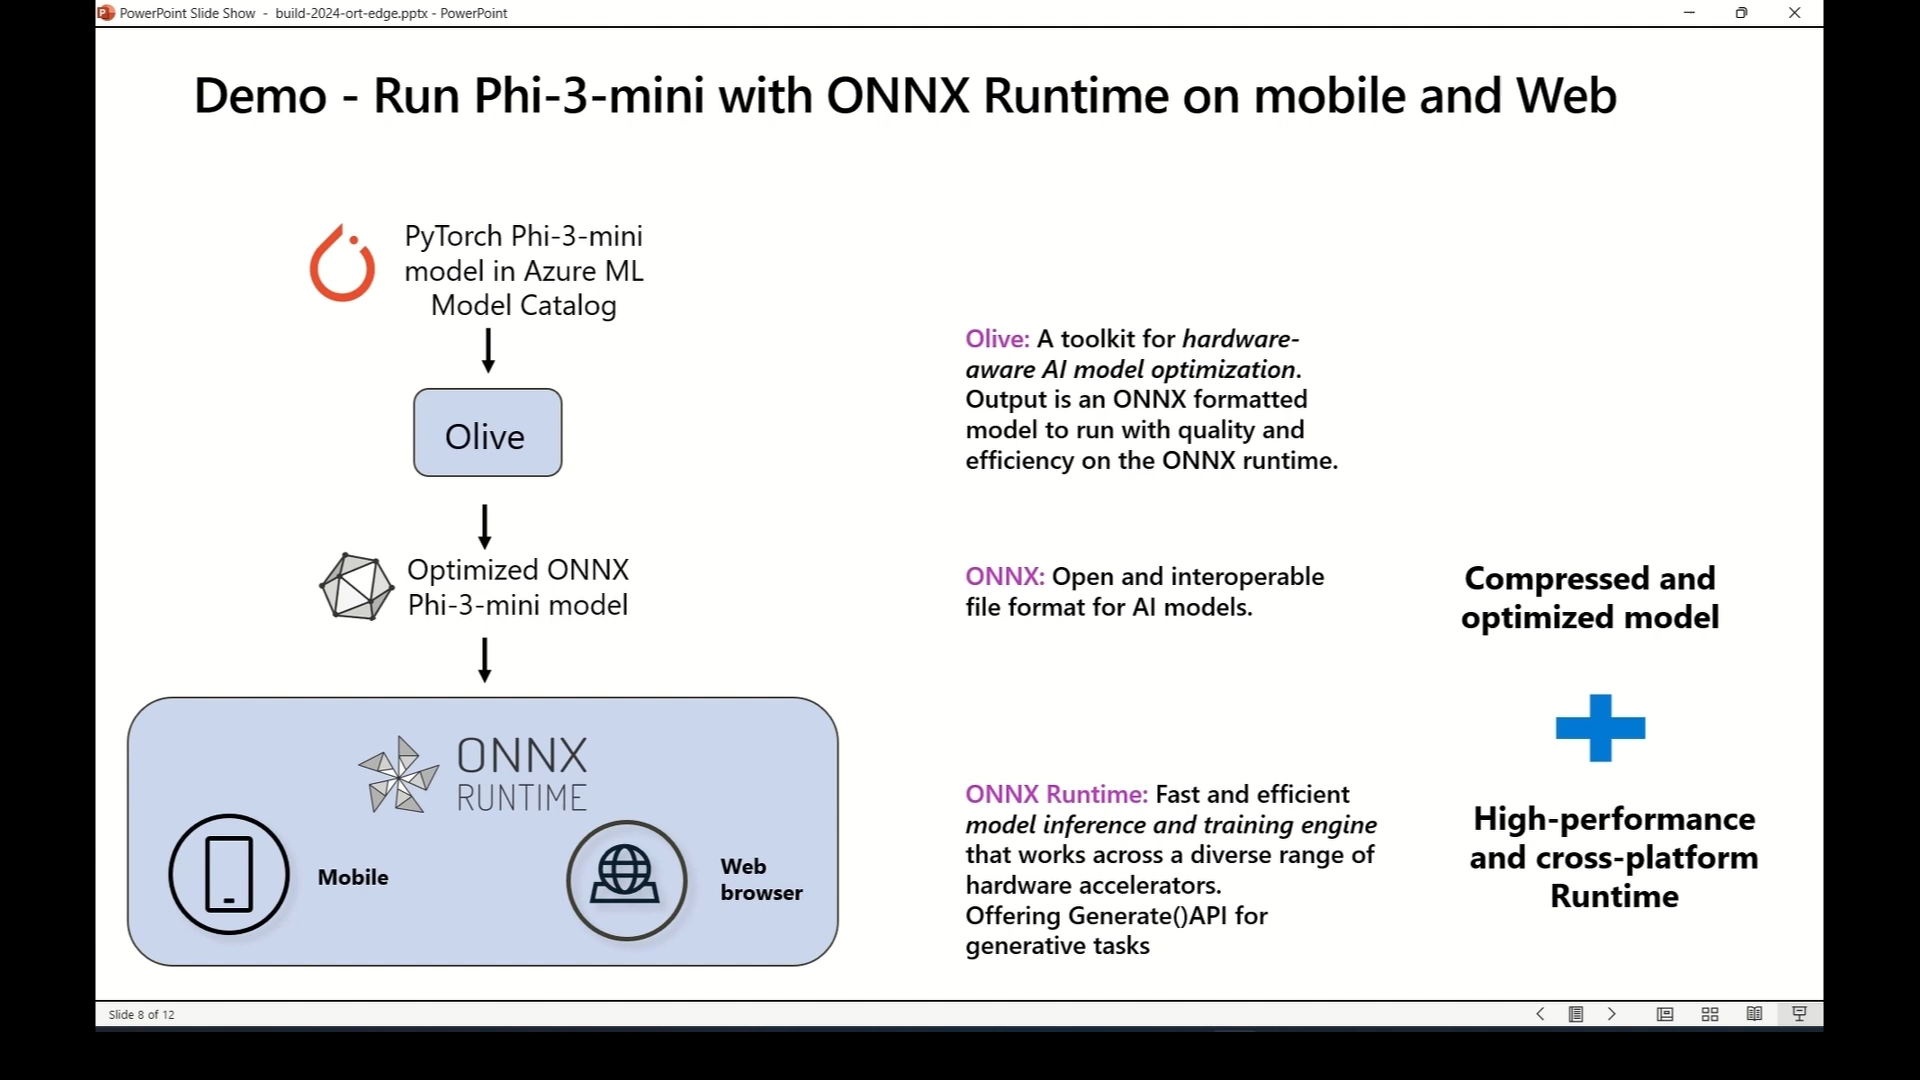 PowerPoint Slide Show - build-2024-ort-edge.pptx - PowerPoint
Demo - Run Phi-3-mini with ONNX Runtime on mobile and Web
PyTorch Phi-3-mini
model in Azure ML
Model Catalog
Olive
Optimized ONNX
Phi-3-mini model
ONNX
RUNTIME
Mobile
Web
browser
Olive: A toolkit for hardware-
aware AI model optimization.
Output is an ONNX formatted
model to run with quality and
efficiency on the ONNX runtime.
ONNX: Open and interoperable
file format for AI models.
ONNX Runtime: Fast and efficient
model inference and training engine
that works across a diverse range of
hardware accelerators.
Offering Generate()API for
generative tasks
Compressed and
optimized model
High-performance
and cross-platform
Runtime
Slide 8 of 12